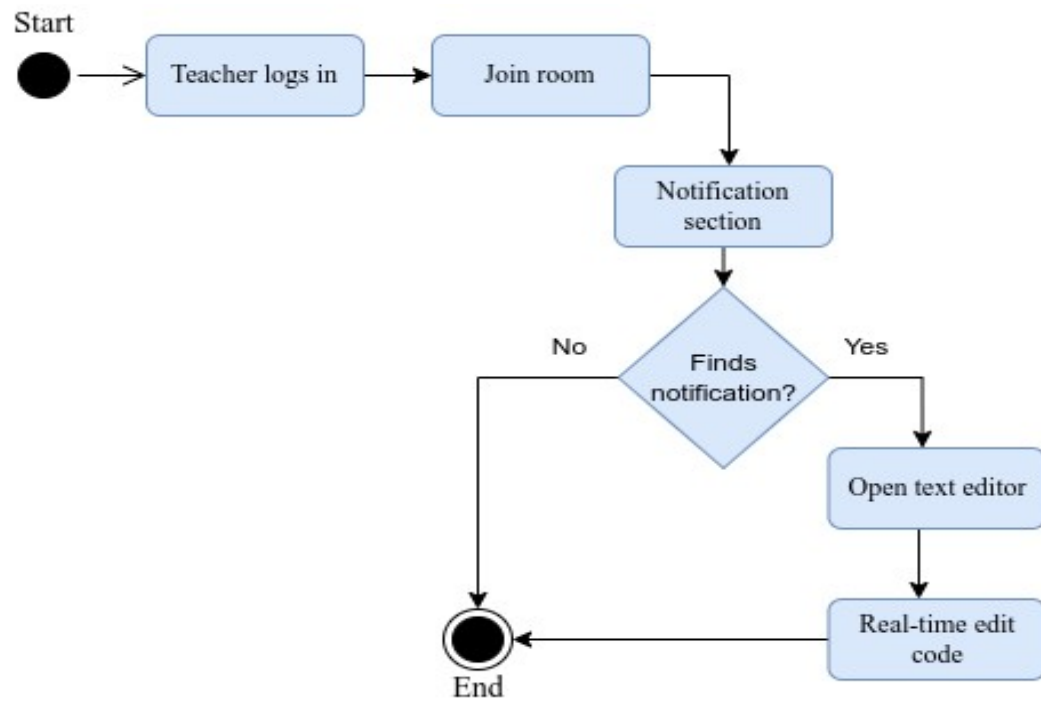 Start
Teacher logs in
Join room
Notification
section
Finds
notification?
No
Yes
Open text editor
Real-time edit
code
End